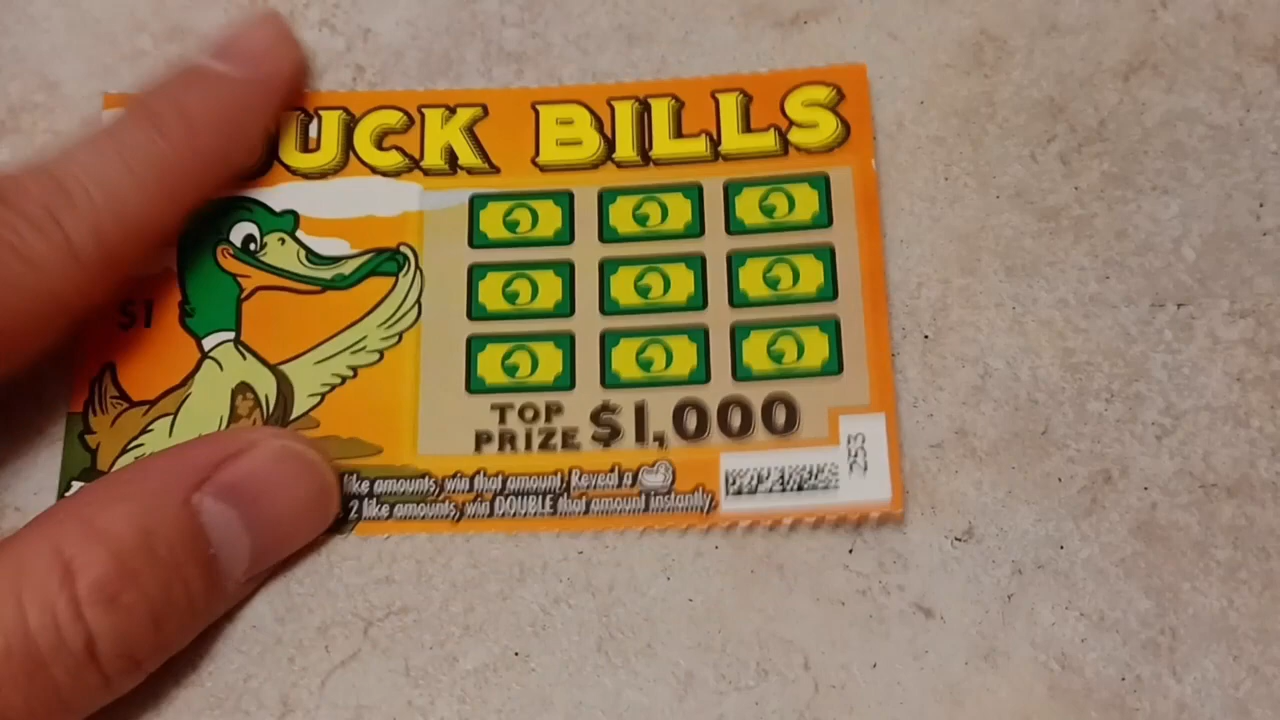 UCK BILLS
$1
TOP
PRIZE $1,000
like amounts, win that amount. Reveal a
2 like amounts, win DOUBLE that amount instantly.
253